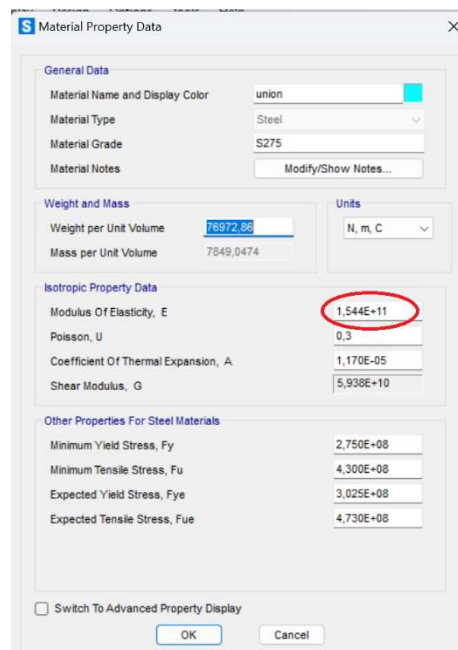 S Material Property Data
General Data
Material Name and Display Color union
Material Type Steel
Material Grade S275
Material Notes Modify/Show Notes...
Weight and Mass Units
Weight per Unit Volume 76972,86 N, m, C
Mass per Unit Volume 7849,0474
Isotropic Property Data
Modulus Of Elasticity, E 1,544E+11
Poisson, U 0,3
Coefficient Of Thermal Expansion, A 1,170E-05
Shear Modulus, G 5,938E+10
Other Properties For Steel Materials
Minimum Yield Stress, Fy 2,750E+08
Minimum Tensile Stress, Fu 4,300E+08
Expected Yield Stress, Fye 3,025E+08
Expected Tensile Stress, Fue 4,730E+08
Switch To Advanced Property Display
OK Cancel